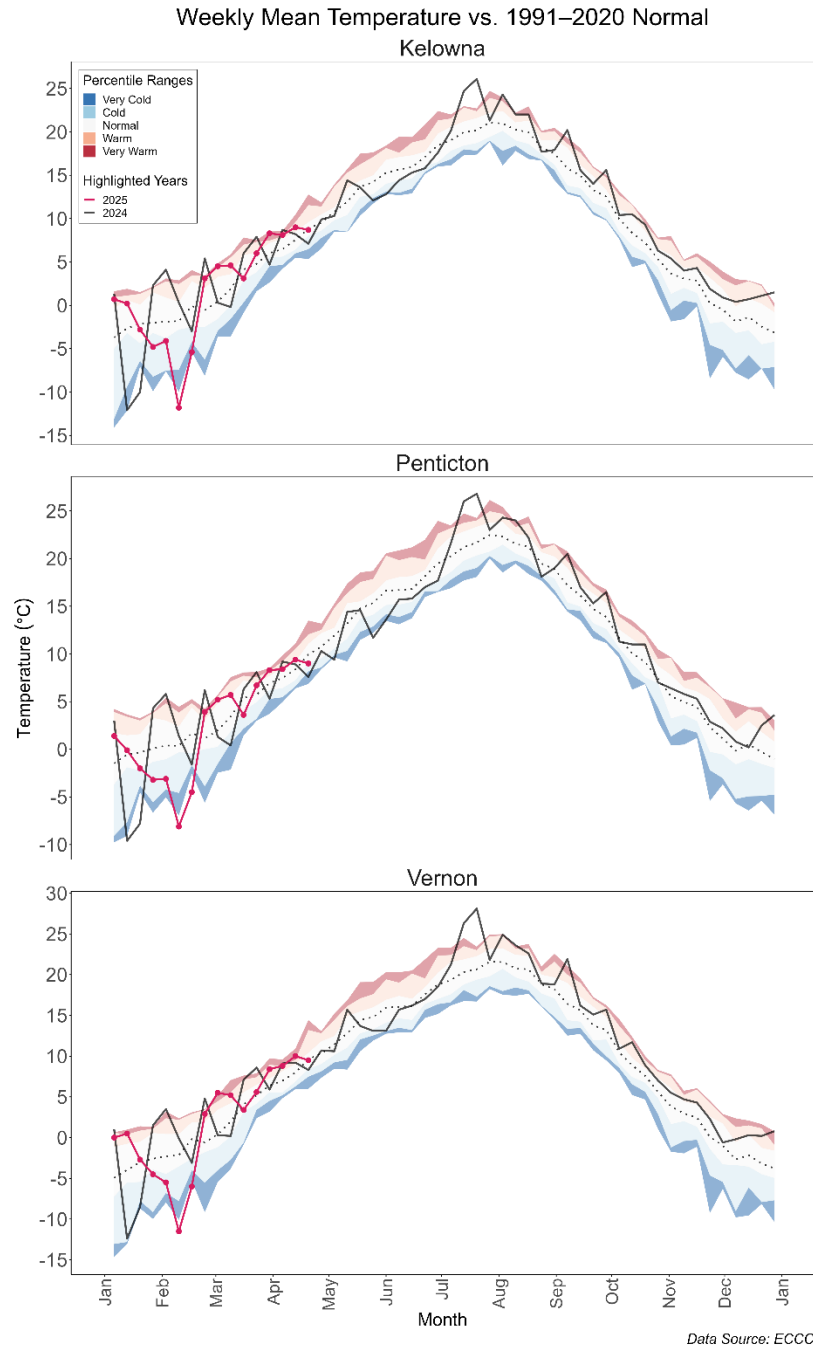 Weekly Mean Temperature vs. 1991–2020 Normal
Kelowna
Percentile Ranges
Very Cold
Cold
Normal
Warm
Very Warm
Highlighted Years
2025
2024
25
20
15
10
5
0
-5
-10
-15
Penticton
25
20
15
10
5
0
-5
-10
Temperature (°C)
Vernon
30
25
20
15
10
5
0
-5
-10
-15
Jan
Feb
Mar
Apr
May
Jun
Jul
Aug
Sep
Oct
Nov
Dec
Jan
Month
Data Source: ECCC